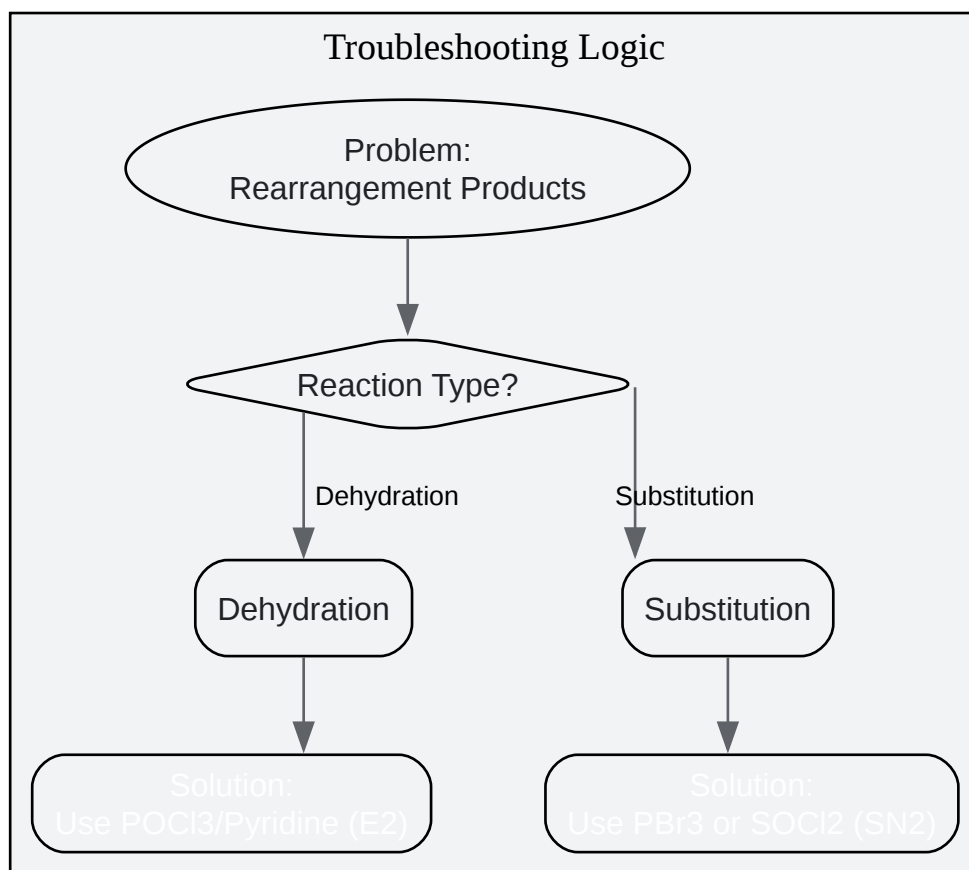 Troubleshooting Logic
Problem:
Rearrangement Products
Reaction Type?
Dehydration
Substitution
Dehydration
Substitution
Solution:
Use POCl3/Pyridine (E2)
Solution:
Use PBr3 or SOCl2 (SN2)